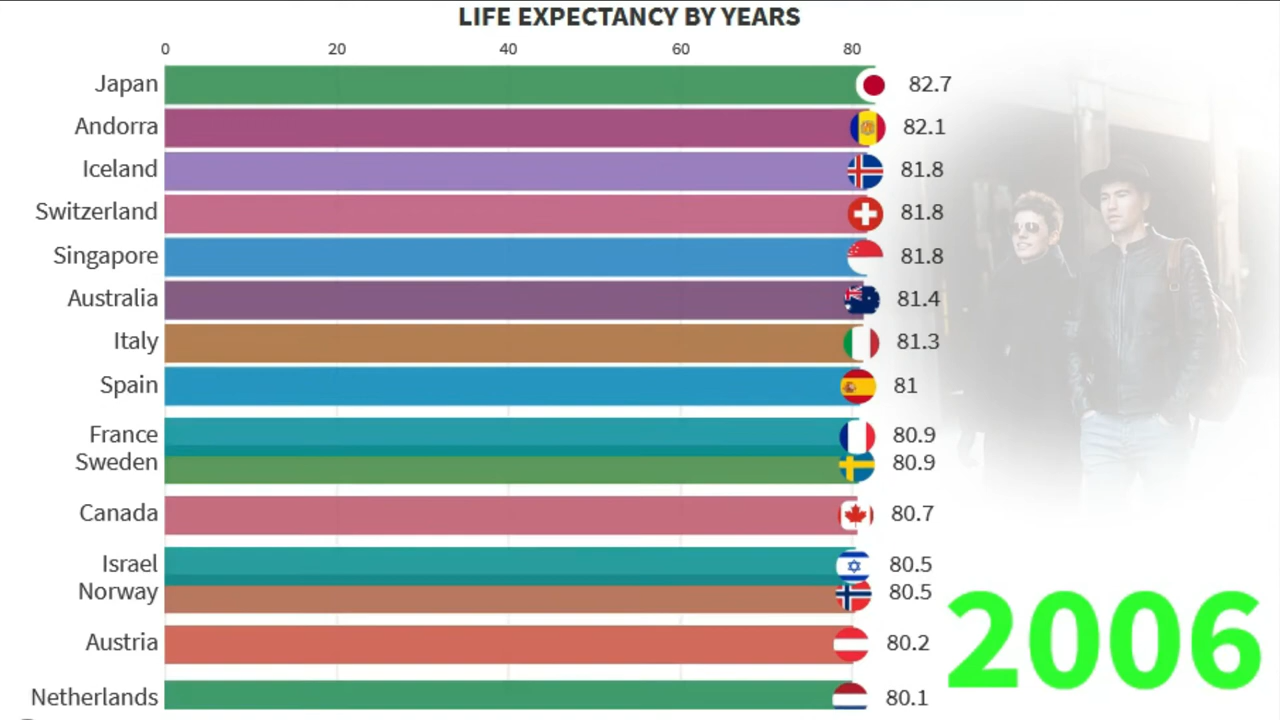 LIFE EXPECTANCY BY YEARS
0 20 40 60 80
Japan 82.7
Andorra 82.1
Iceland 81.8
Switzerland 81.8
Singapore 81.8
Australia 81.4
Italy 81.3
Spain 81
France 80.9
Sweden 80.9
Canada 80.7
Israel 80.5
Norway 80.5
Austria 80.2
Netherlands 80.1
2006